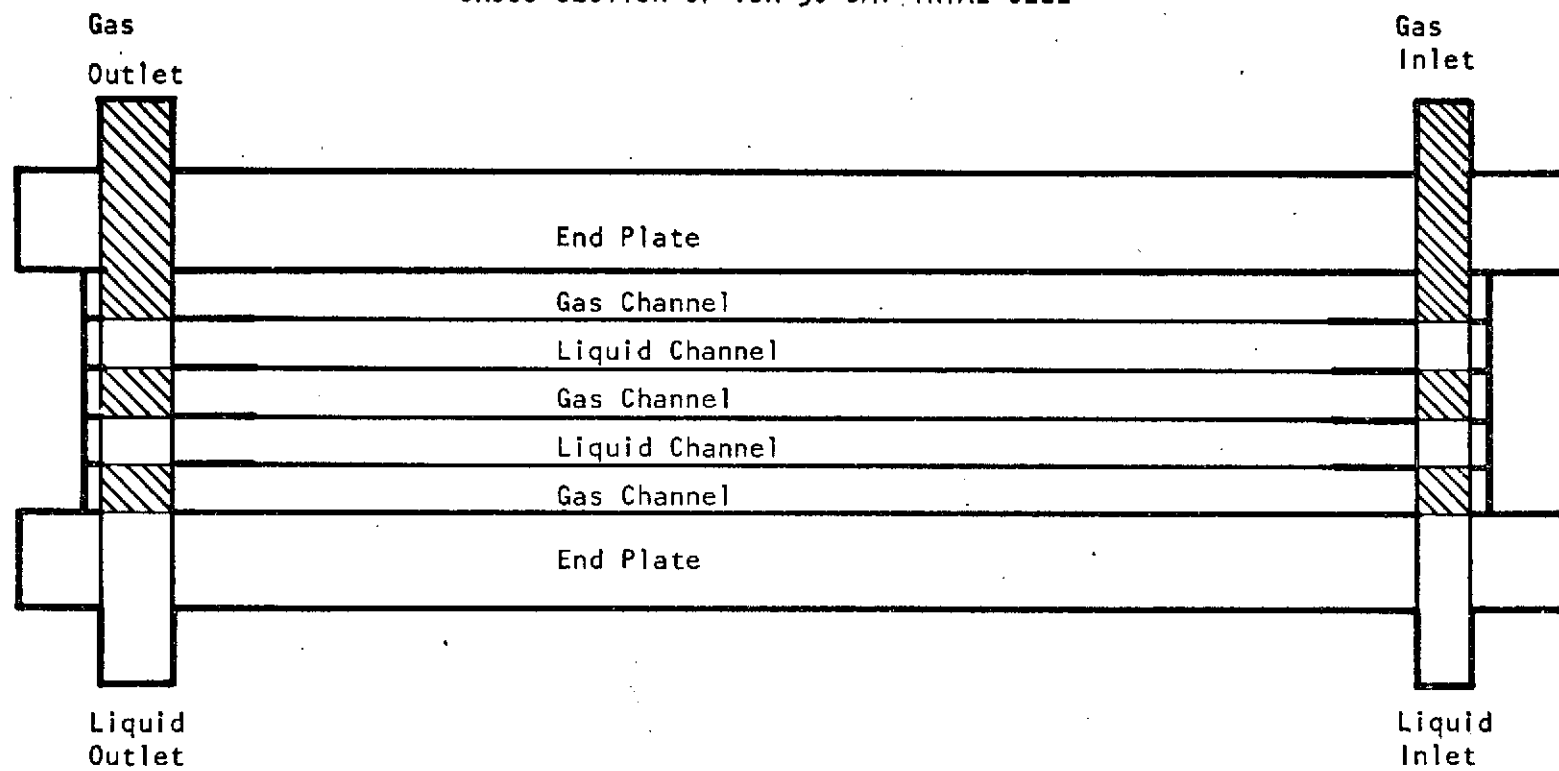 Gas
Outlet
Gas
Inlet
End Plate
Gas Channel
Liquid Channel
Gas Channel
Liquid Channel
Gas Channel
End Plate
Liquid
Outlet
Liquid
Inlet